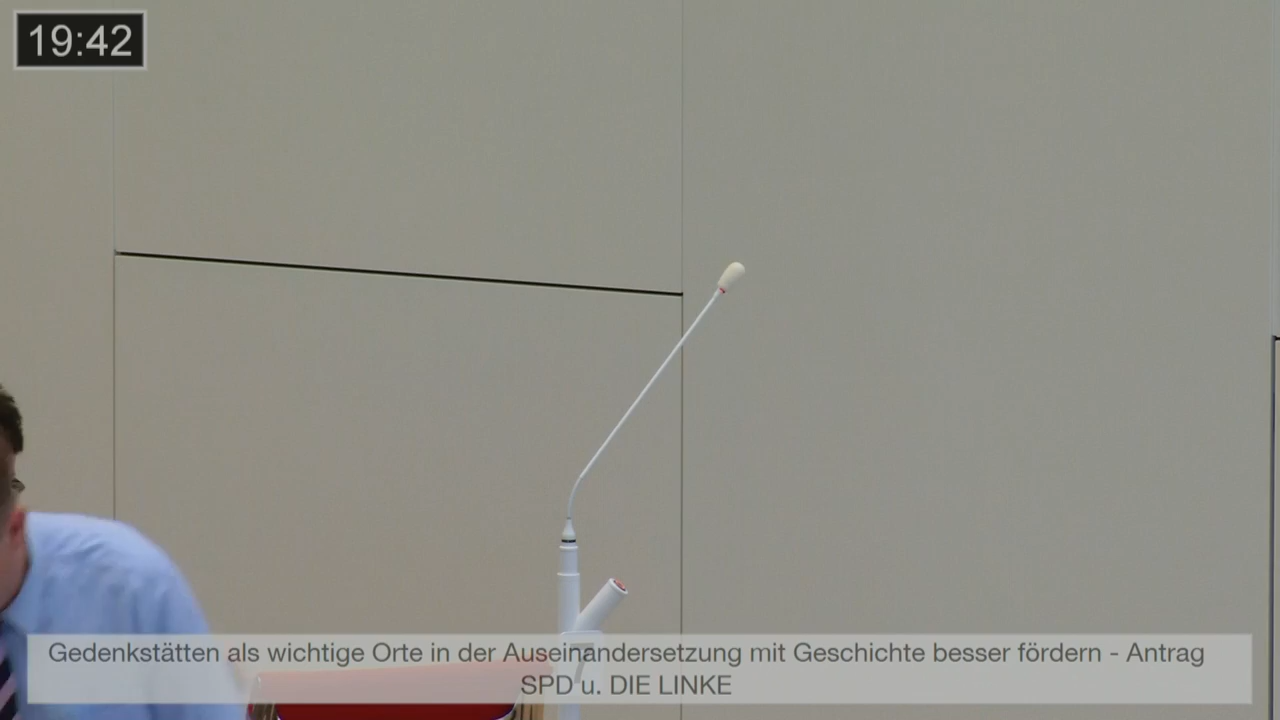 19:42
Gedenkstätten als wichtige Orte in der Auseinandersetzung mit Geschichte besser fördern - Antrag
SPD u. DIE LINKE